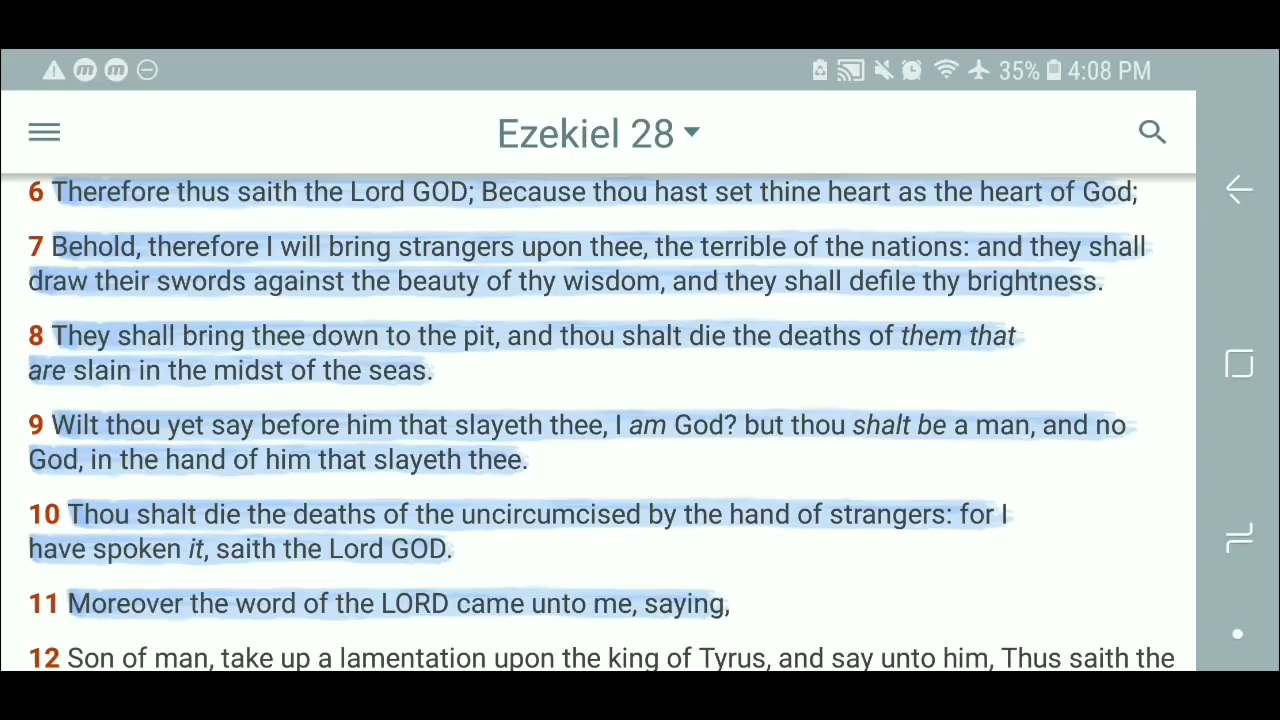 35% 4:08 PM
Ezekiel 28
6 Therefore thus saith the Lord GOD; Because thou hast set thine heart as the heart of God;
7 Behold, therefore I will bring strangers upon thee, the terrible of the nations: and they shall
draw their swords against the beauty of thy wisdom, and they shall defile thy brightness.
8 They shall bring thee down to the pit, and thou shalt die the deaths of them that
are slain in the midst of the seas.
9 Wilt thou yet say before him that slayeth thee, I am God? but thou shalt be a man, and no
God, in the hand of him that slayeth thee.
10 Thou shalt die the deaths of the uncircumcised by the hand of strangers: for I
have spoken it, saith the Lord GOD.
11 Moreover the word of the LORD came unto me, saying,
12 Son of man, take up a lamentation upon the king of Tyrus, and say unto him, Thus saith the